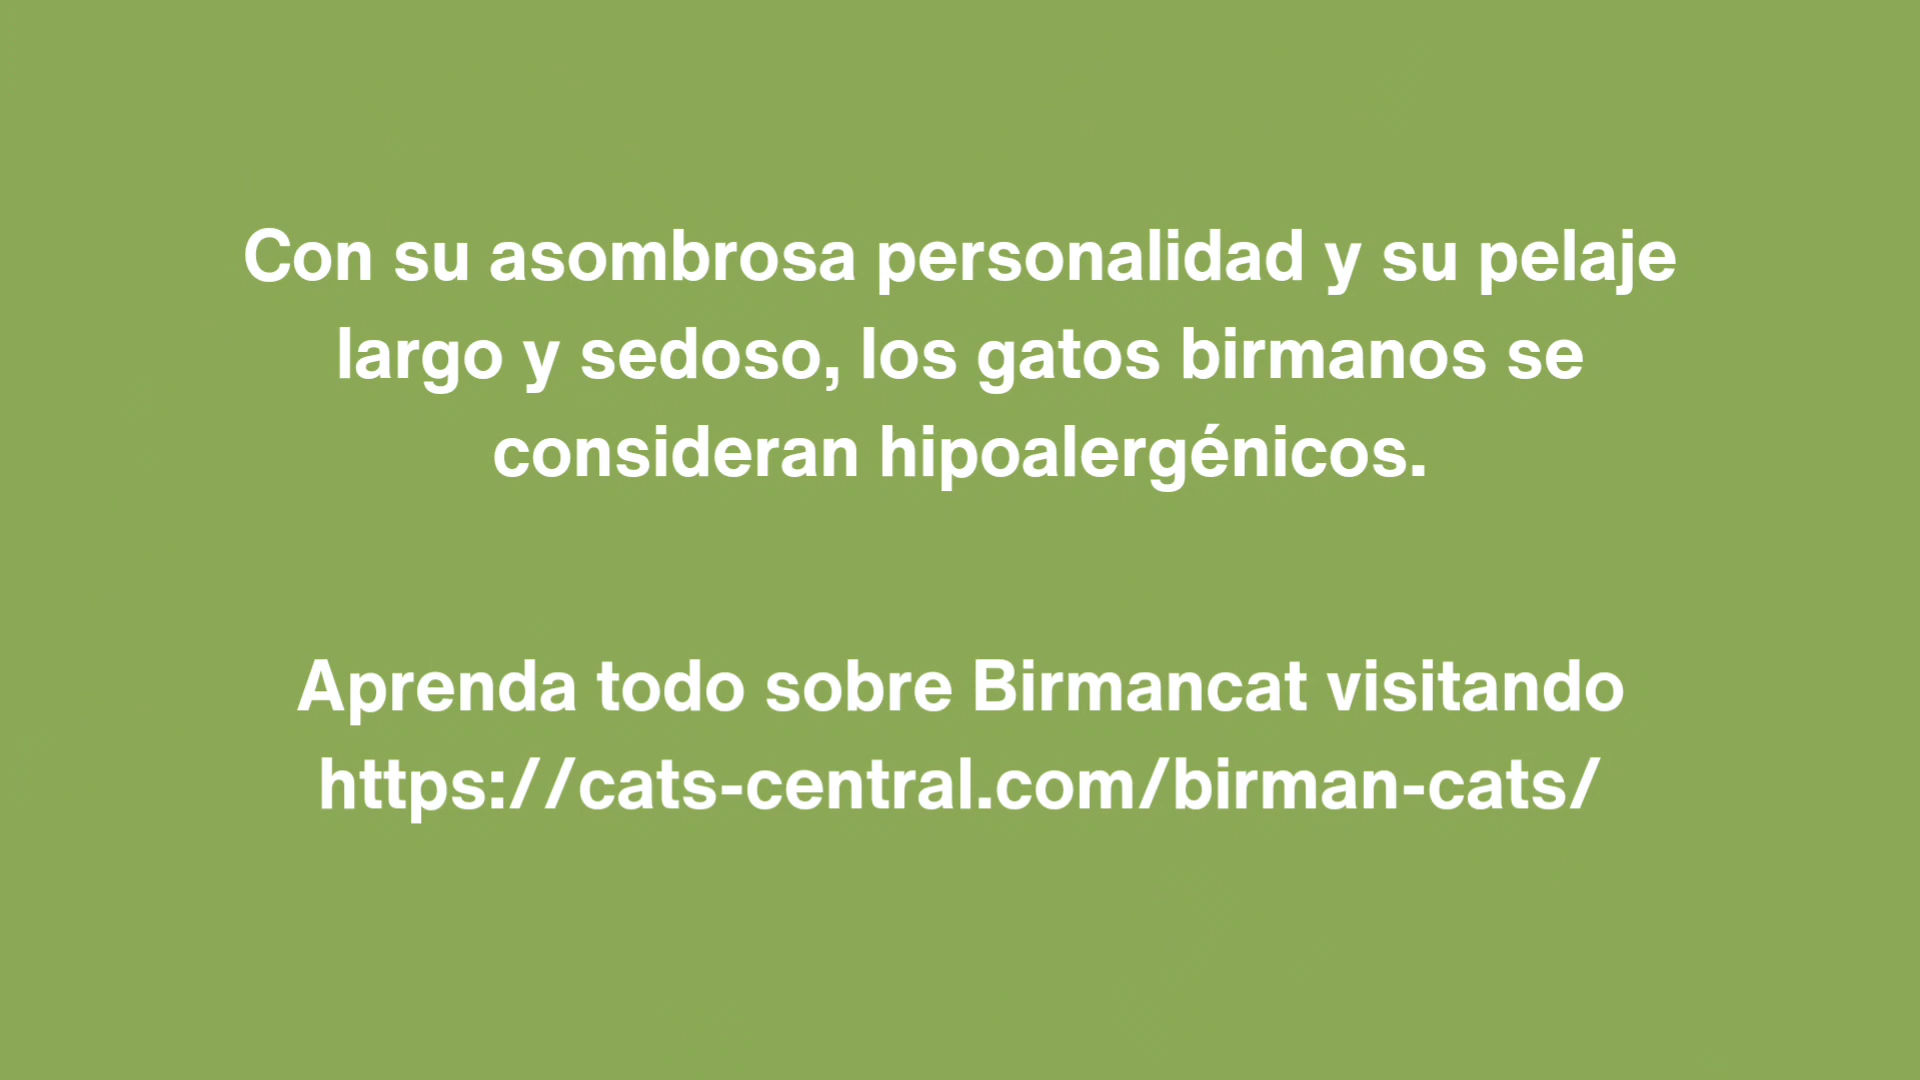 Con su asombrosa personalidad y su pelaje
largo y sedoso, los gatos birmanos se
consideran hipoalergénicos.
Aprenda todo sobre Birmancat visitando
https://cats-central.com/birman-cats/